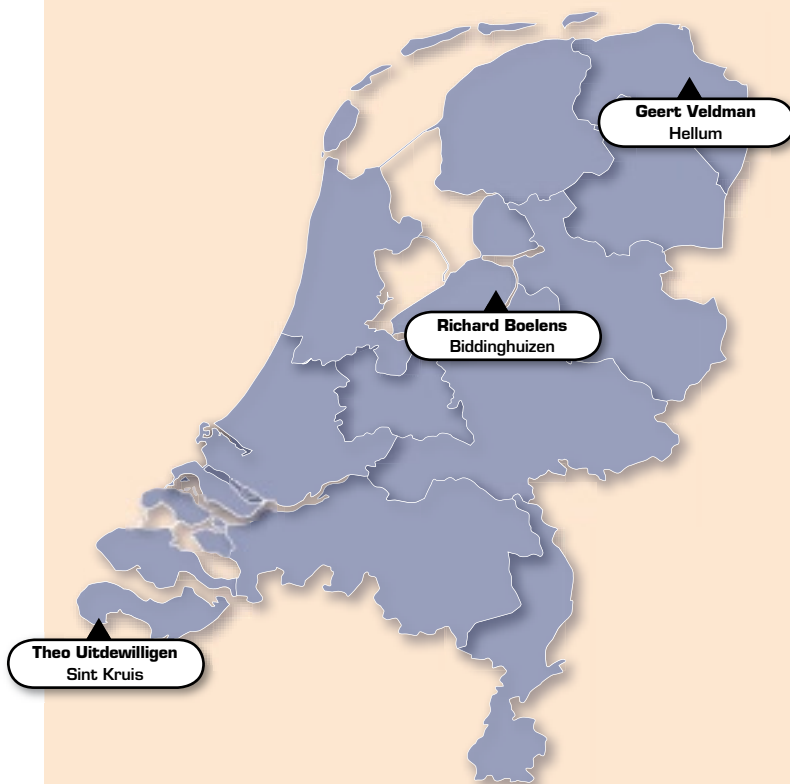 Geert Veldman
Hellum
Richard Boelens
Biddinghuizen
Theo Uitdewilligen
Sint Kruis